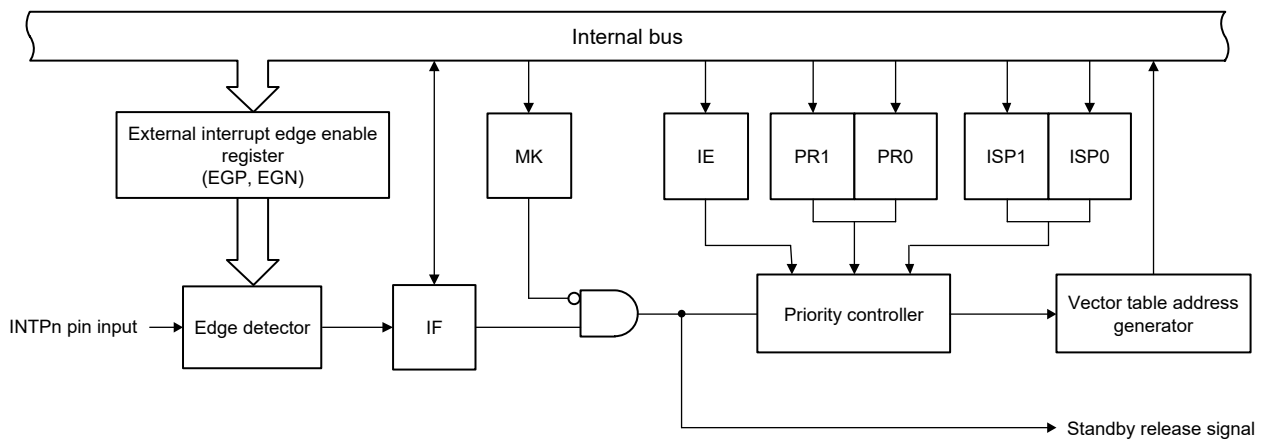 Internal bus
External interrupt edge enable
register
(EGP, EGN)
MK
IE
PR1
PR0
ISP1
ISP0
INTPn pin input
Edge detector
IF
Priority controller
Vector table address
generator
Standby release signal